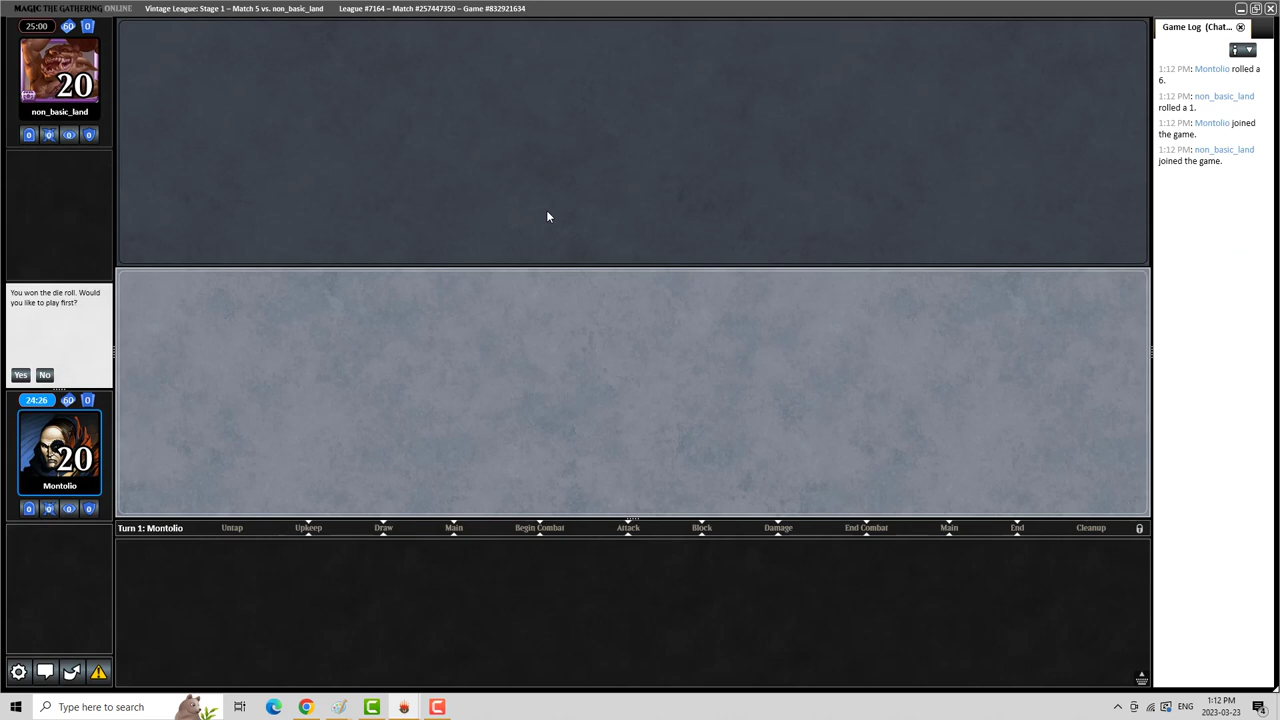 MAGIC THE GATHERING ONLINE Vintage League: Stage 1 – Match 5 vs. non_basic_land League #7164 – Match #257447350 – Game #832921634
25:00 60 0
20
non_basic_land
0 0 0 0
You won the die roll. Would
you like to play first?
Yes No
24:26 60 0
20
Montolio
0 0 0 0
Turn 1: Montolio Untap Upkeep Draw Main Begin Combat Attack Block Damage End Combat Main End Cleanup
Game Log (Chat...
1:12 PM: Montolio rolled a
6.
1:12 PM: non_basic_land
rolled a 1.
1:12 PM: Montolio joined
the game.
1:12 PM: non_basic_land
joined the game.
Type here to search
ENG
1:12 PM
2023-03-23
4